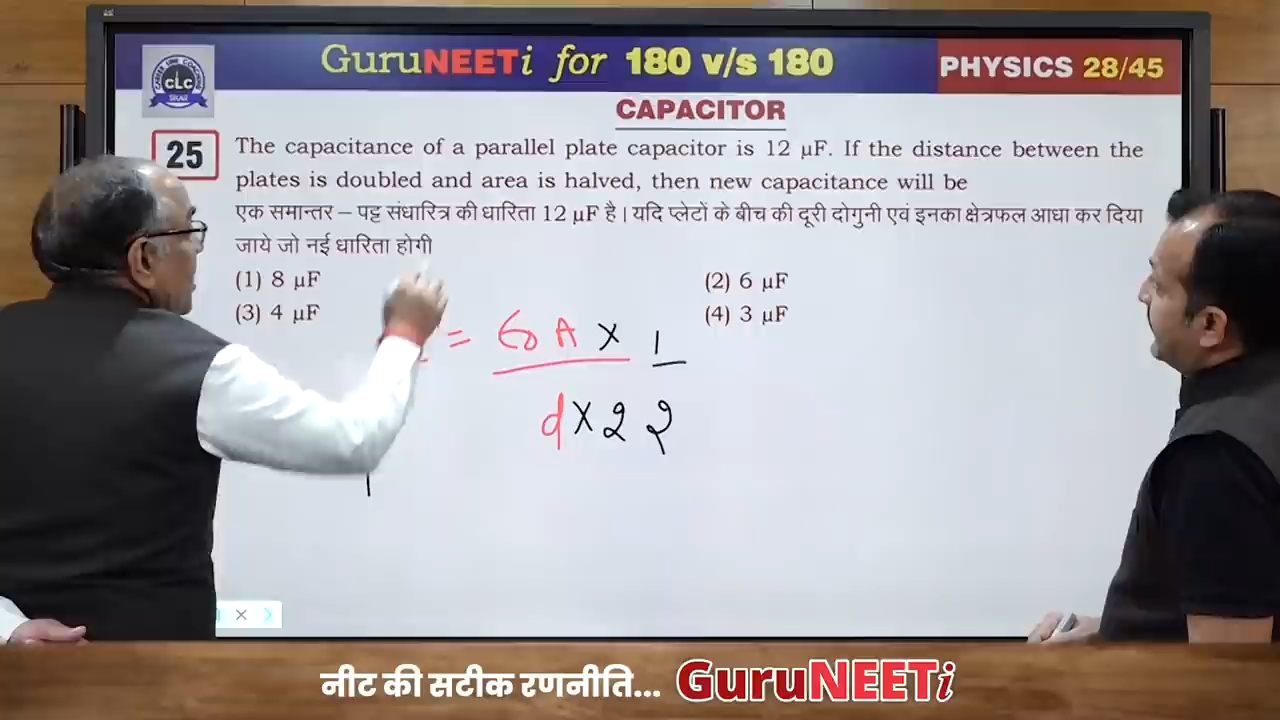 GuruNEETi for 180 v/s 180
PHYSICS 28/45
CLC
SIKAR
CAPACITOR
25
The capacitance of a parallel plate capacitor is 12 µF. If the distance between the
plates is doubled and area is halved, then new capacitance will be
एक समान्तर – पट्ट संधारित्र की धारिता 12 µF है। यदि प्लेटों के बीच की दूरी दोगुनी एवं इनका क्षेत्रफल आधा कर दिया
जाये जो नई धारिता होगी
(1) 8 µF
(2) 6 µF
(3) 4 µF
(4) 3 µF
= ∈0 A × 1
d × 2 2
नीट की सटीक रणनीति... GuruNEETi